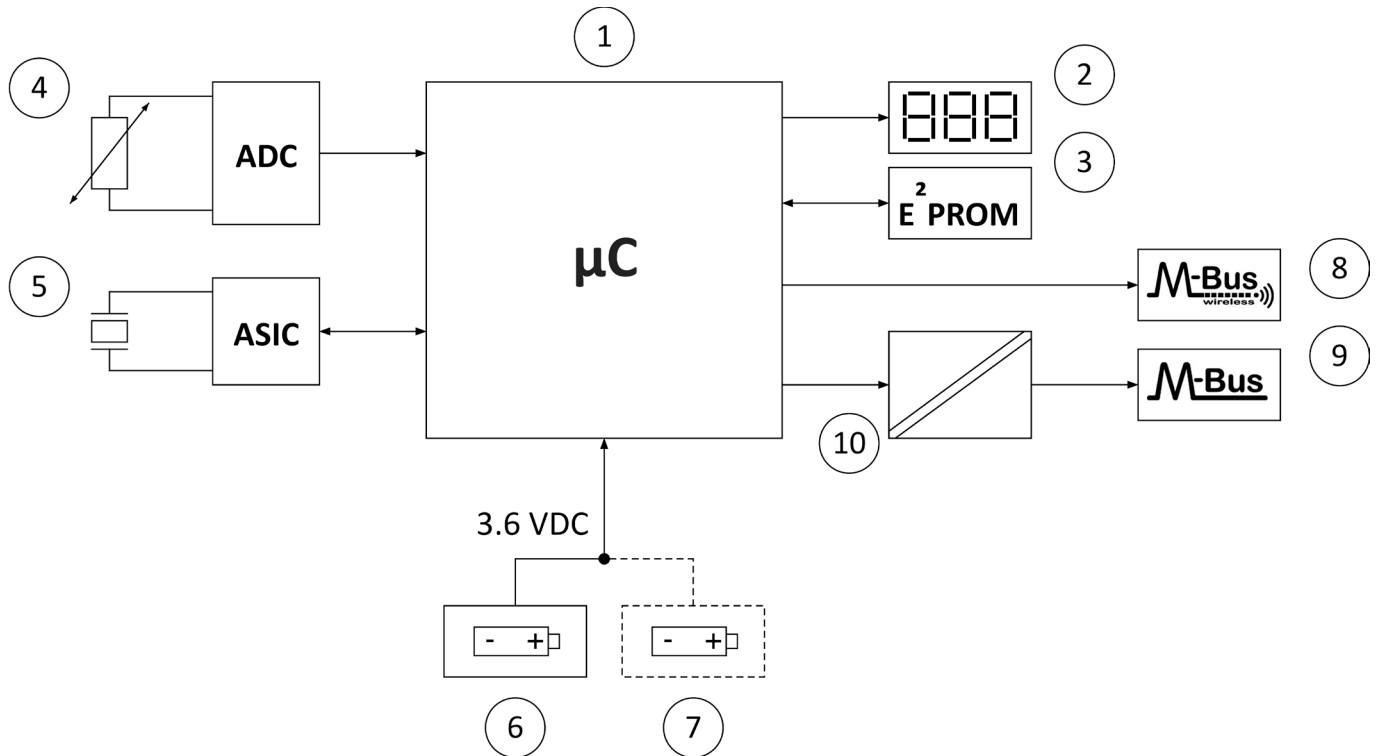 1
4
2
ADC
888
3
E²PROM
µC
5
8
M-Bus
wireless
ASIC
9
M-Bus
10
3.6 VDC
- +
- +
6
7